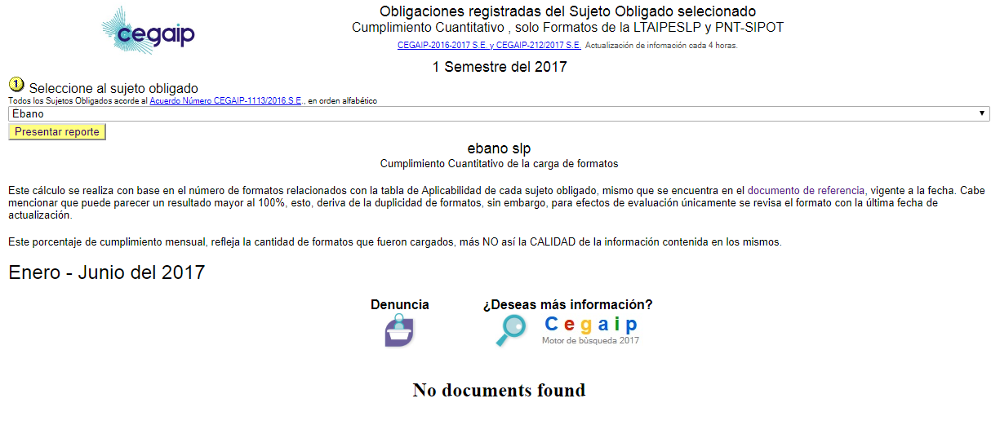 cegaip
Obligaciones registradas del Sujeto Obligado selecionado
Cumplimiento Cuantitativo , solo Formatos de la LTAIPESLP y PNT-SIPOT
CEGAIP-2016-2017 S.E. y CEGAIP-212/2017 S.E. Actualización de infomación cada 4 horas.
1 Semestre del 2017
1 Seleccione al sujeto obligado
Todos los Sujetos Obligados acorde al Acuerdo Número CEGAIP-1113/2016.S.E., en orden alfabético
Ébano
Presentar reporte
ebano slp
Cumplimiento Cuantitativo de la carga de formatos
Este cálculo se realiza con base en el número de formatos relacionados con la tabla de Aplicabilidad de cada sujeto obligado, mismo que se encuentra en el documento de referencia, vigente a la fecha. Cabe
mencionar que puede parecer un resultado mayor al 100%, esto, deriva de la duplicidad de formatos, sin embargo, para efectos de evaluación únicamente se revisa el formato con la última fecha de
actualización.
Este porcentaje de cumplimiento mensual, refleja la cantidad de formatos que fueron cargados, más NO así la CALIDAD de la información contenida en los mismos.
Enero - Junio del 2017
Denuncia
¿Deseas más información?
Cegaip
Motor de bùsqueda 2017
No documents found